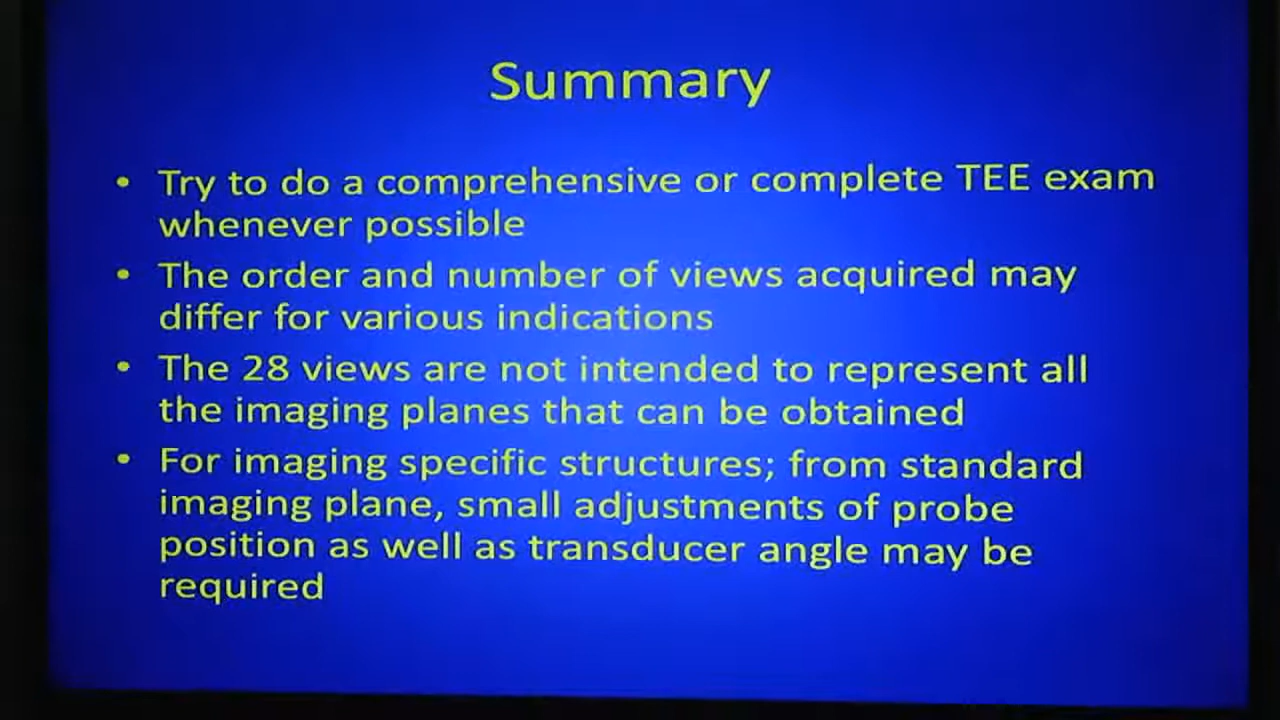 Summary
• Try to do a comprehensive or complete TEE exam
whenever possible
• The order and number of views acquired may
differ for various indications
• The 28 views are not intended to represent all
the imaging planes that can be obtained
• For imaging specific structures; from standard
imaging plane, small adjustments of probe
position as well as transducer angle may be
required